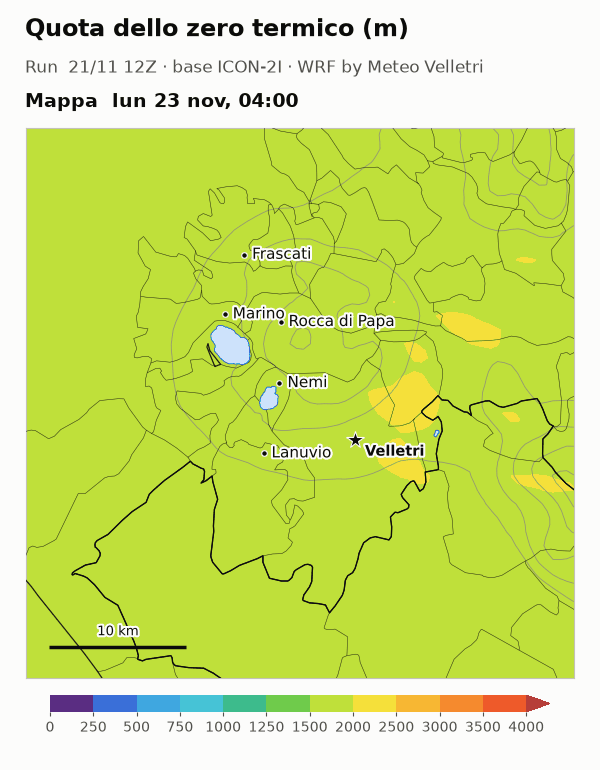 Quota dello zero termico (m)
Run  21/11 12Z · base ICON-2I · WRF by Meteo Velletri
Mappa  lun 23 nov, 04:00
Frascati
Marino
Rocca di Papa
Nemi
Velletri
Lanuvio
10 km
0 250 500 750 1000 1250 1500 2000 2500 3000 3500 4000